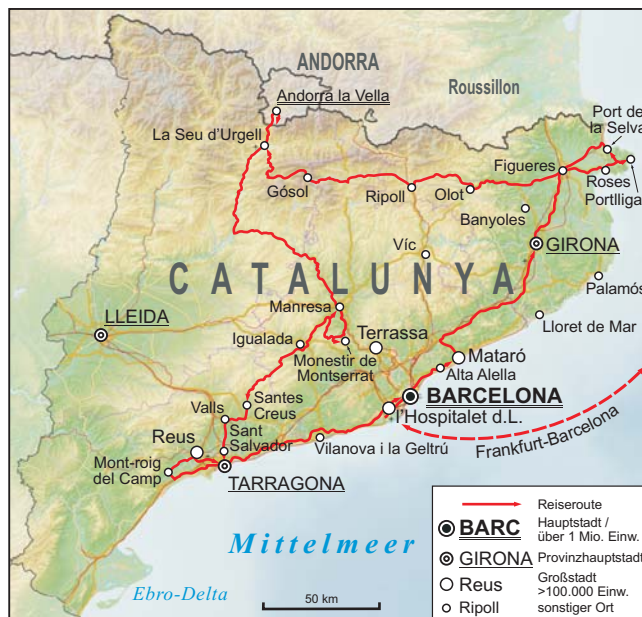 ANDORRA
Roussillon
Andorra la Vella
Port de
la Selva
La Seu d'Urgell
Figueres
Gósol
Ripoll
Olot
Roses
Portlliga
Banyoles
GIRONA
Víc
CATALUNYA
Palamós
Manresa
LLEIDA
Lloret de Mar
Igualada
Terrassa
Monestir de
Montserrat
Mataró
Alta Alella
BARCELONA
Santes
Creus
Valls
l'Hospitalet d.L.
Frankfurt-Barcelona
Sant
Salvador
Reus
Vilanova i la Geltrú
Mont-roig
del Camp
TARRAGONA
Mittelmeer
Ebro-Delta
50 km
Reiseroute
BARC Hauptstadt /
über 1 Mio. Einw.
GIRONA Provinzhauptstadt
Reus Großstadt
>100.000 Einw.
Ripoll sonstiger Ort